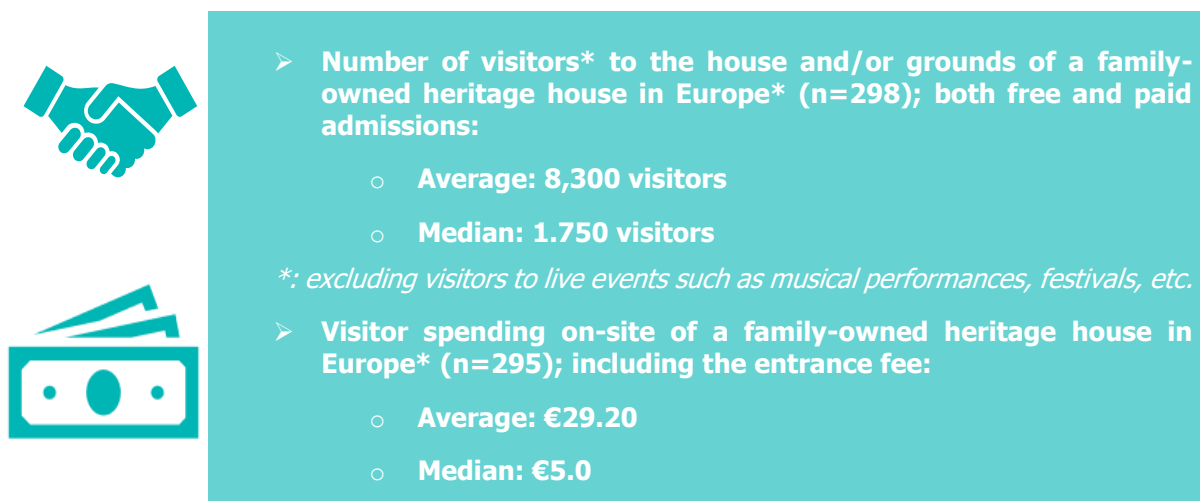 ➢ Number of visitors* to the house and/or grounds of a family-
owned heritage house in Europe* (n=298); both free and paid
admissions:
o Average: 8,300 visitors
o Median: 1.750 visitors
*: excluding visitors to live events such as musical performances, festivals, etc.
➢ Visitor spending on-site of a family-owned heritage house in
Europe* (n=295); including the entrance fee:
o Average: €29.20
o Median: €5.0